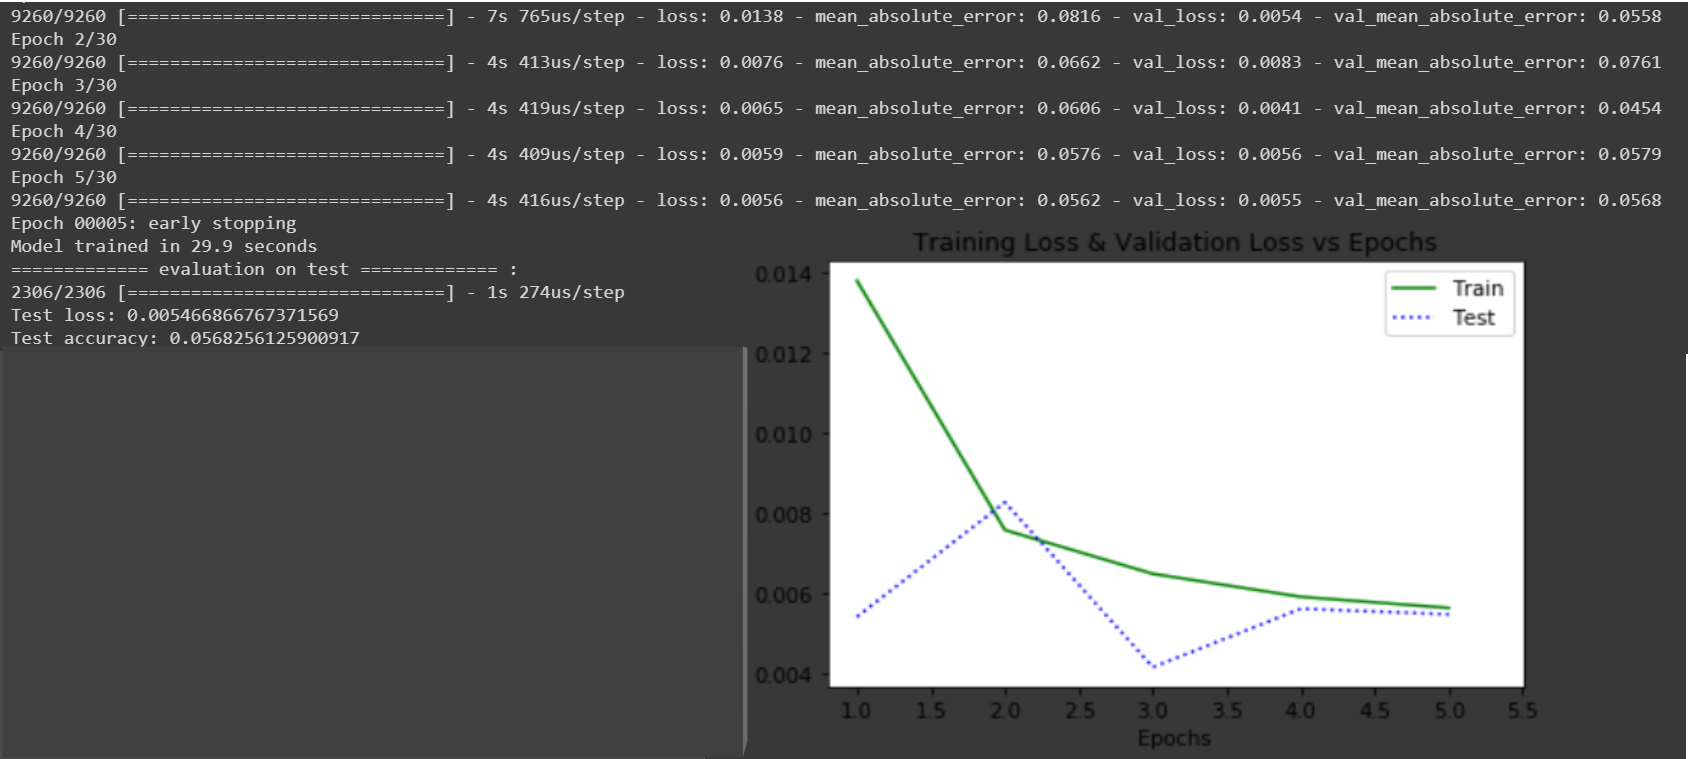 9260/9260 [==============================] - 7s 765us/step - loss: 0.0138 - mean_absolute_error: 0.0816 - val_loss: 0.0054 - val_mean_absolute_error: 0.0558
Epoch 2/30
9260/9260 [==============================] - 4s 413us/step - loss: 0.0076 - mean_absolute_error: 0.0662 - val_loss: 0.0083 - val_mean_absolute_error: 0.0761
Epoch 3/30
9260/9260 [==============================] - 4s 419us/step - loss: 0.0065 - mean_absolute_error: 0.0606 - val_loss: 0.0041 - val_mean_absolute_error: 0.0454
Epoch 4/30
9260/9260 [==============================] - 4s 409us/step - loss: 0.0059 - mean_absolute_error: 0.0576 - val_loss: 0.0056 - val_mean_absolute_error: 0.0579
Epoch 5/30
9260/9260 [==============================] - 4s 416us/step - loss: 0.0056 - mean_absolute_error: 0.0562 - val_loss: 0.0055 - val_mean_absolute_error: 0.0568
Epoch 00005: early stopping
Model trained in 29.9 seconds
============= evaluation on test ============= :
2306/2306 [==============================] - 1s 274us/step
Test loss: 0.005466866767371569
Test accuracy: 0.0568256125900917
Training Loss & Validation Loss vs Epochs
0.014
0.012
0.010
0.008
0.006
0.004
Train
Test
1.0 1.5 2.0 2.5 3.0 3.5 4.0 4.5 5.0 5.5
Epochs